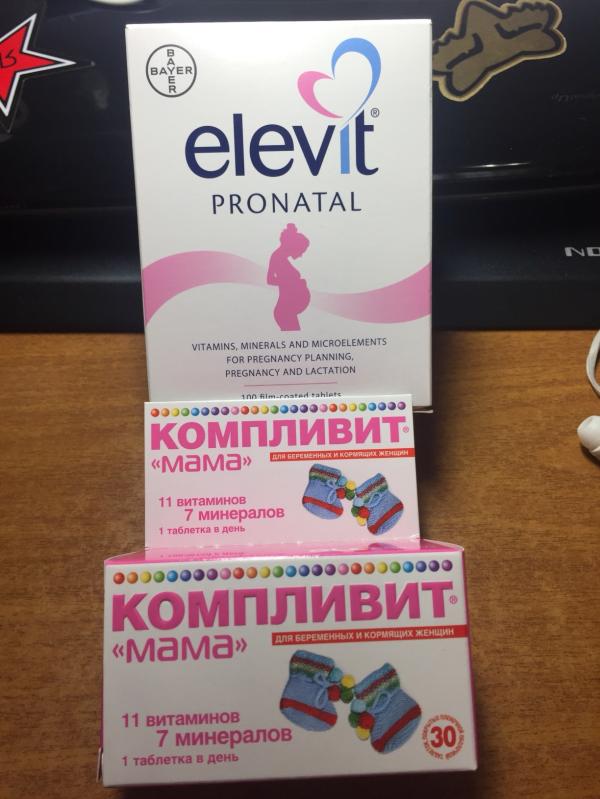 BAYER
BAYER
elevit®
PRONATAL
VITAMINS, MINERALS AND MICROELEMENTS
FOR PREGNANCY PLANNING,
PREGNANCY AND LACTATION
100 film-coated tablets
КОМПЛИВИТ®
«мама»
ДЛЯ БЕРЕМЕННЫХ И КОРМЯЩИХ ЖЕНЩИН
11 витаминов
7 минералов
1 таблетка в день
КОМПЛИВИТ®
«мама»
ДЛЯ БЕРЕМЕННЫХ И КОРМЯЩИХ ЖЕНЩИН
11 витаминов
7 минералов
1 таблетка в день
30